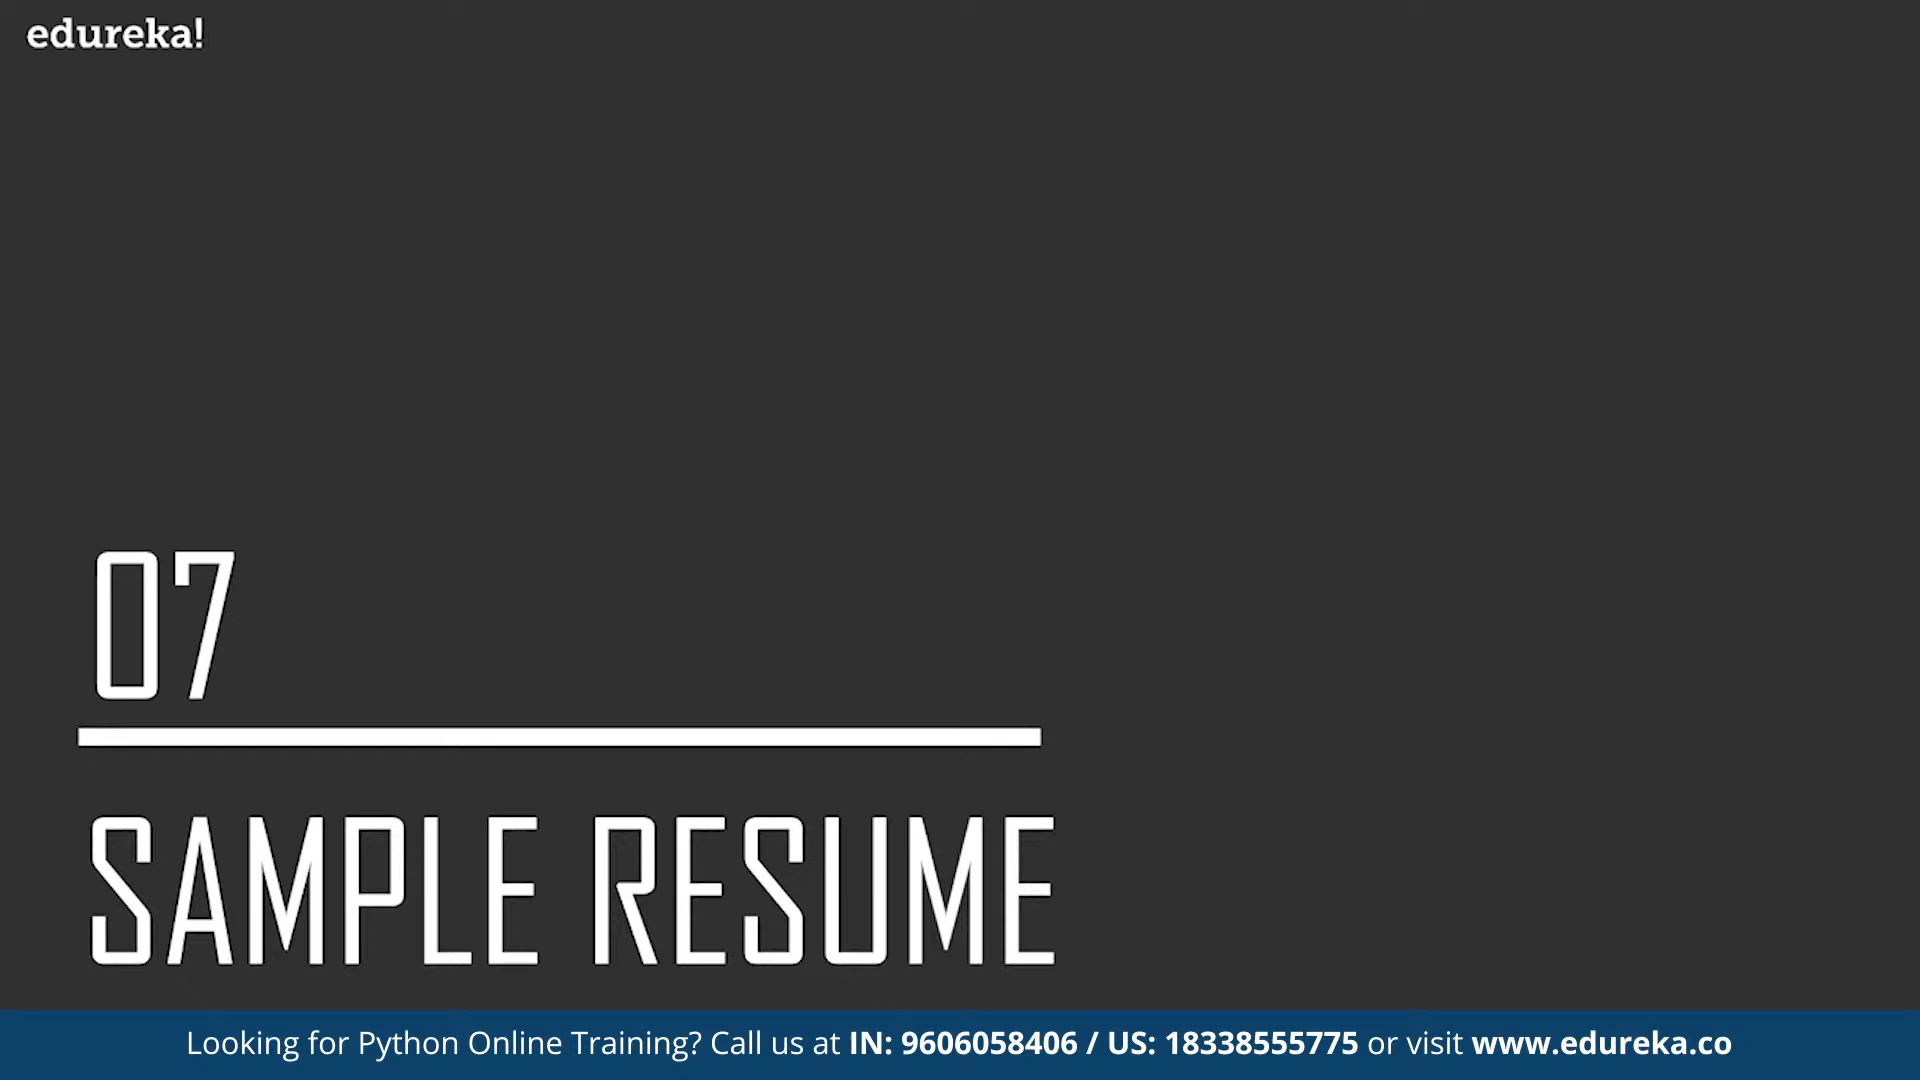 edureka!
07
SAMPLE RESUME
Looking for Python Online Training? Call us at IN: 9606058406 / US: 18338555775 or visit www.edureka.co